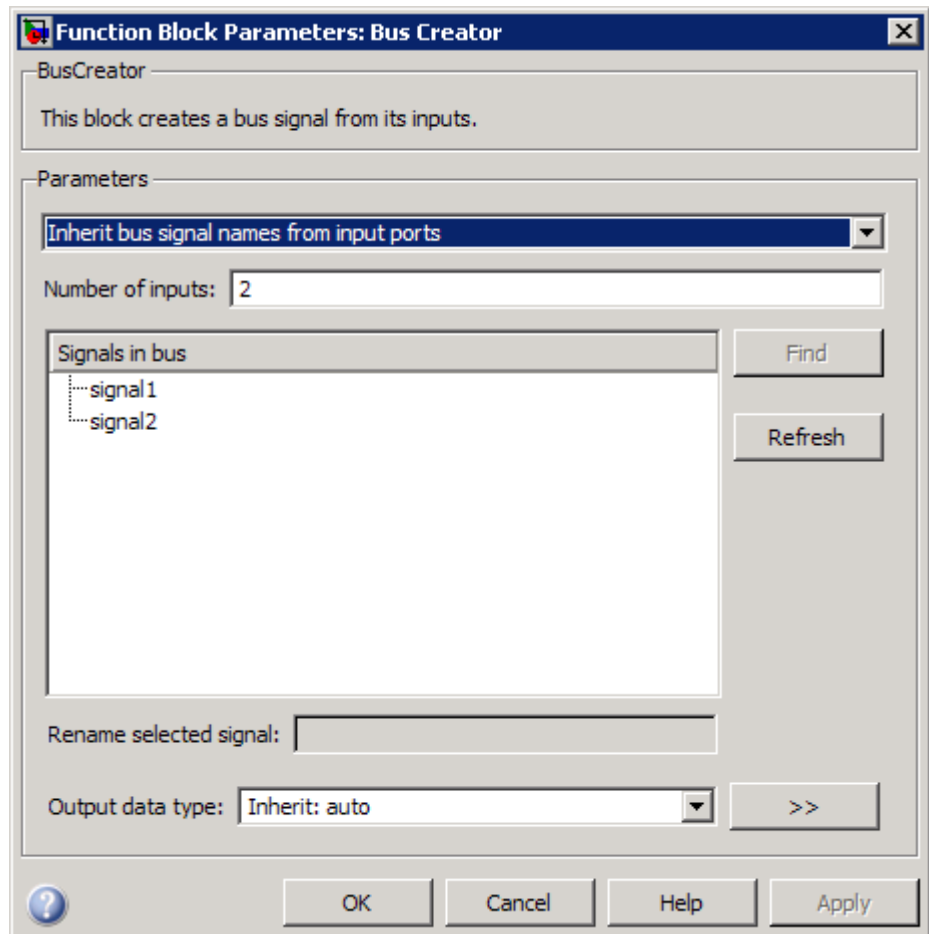 Function Block Parameters: Bus Creator
BusCreator
This block creates a bus signal from its inputs.
Parameters
Inherit bus signal names from input ports
Number of inputs: 2
Signals in bus
Find
signal1
signal2
Refresh
Rename selected signal:
Output data type: Inherit: auto >>
? OK Cancel Help Apply